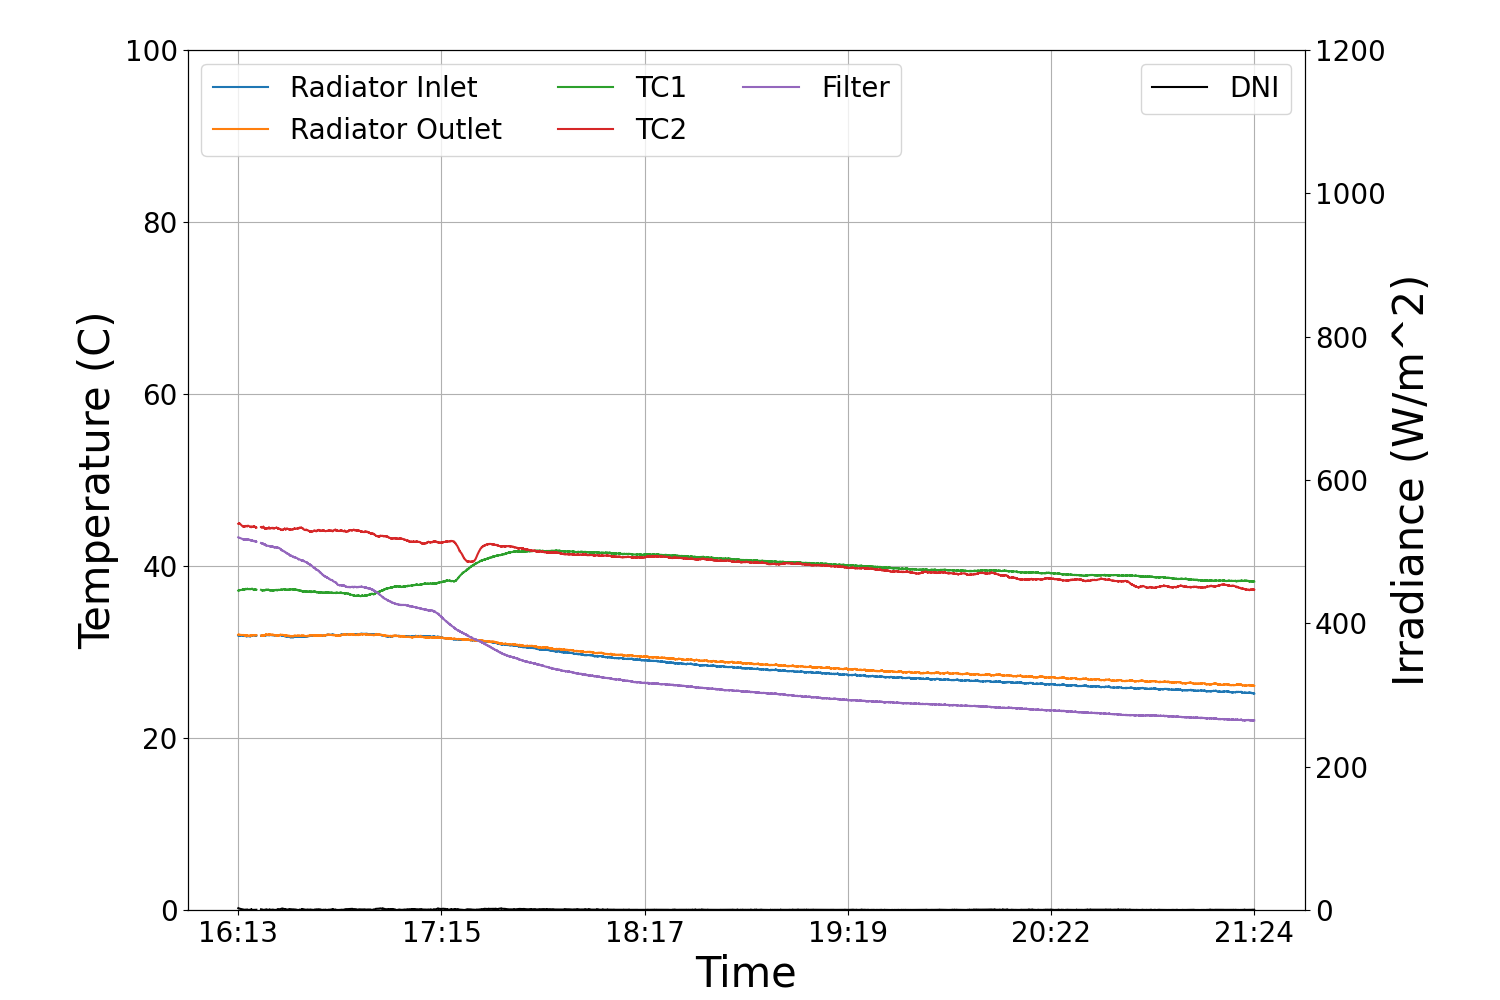 Radiator Inlet
Radiator Outlet
TC1
TC2
Filter
DNI
100
80
60
40
20
0
Temperature (C)
1200
1000
800
600
400
200
0
Irradiance (W/m^2)
16:13 17:15 18:17 19:19 20:22 21:24
Time